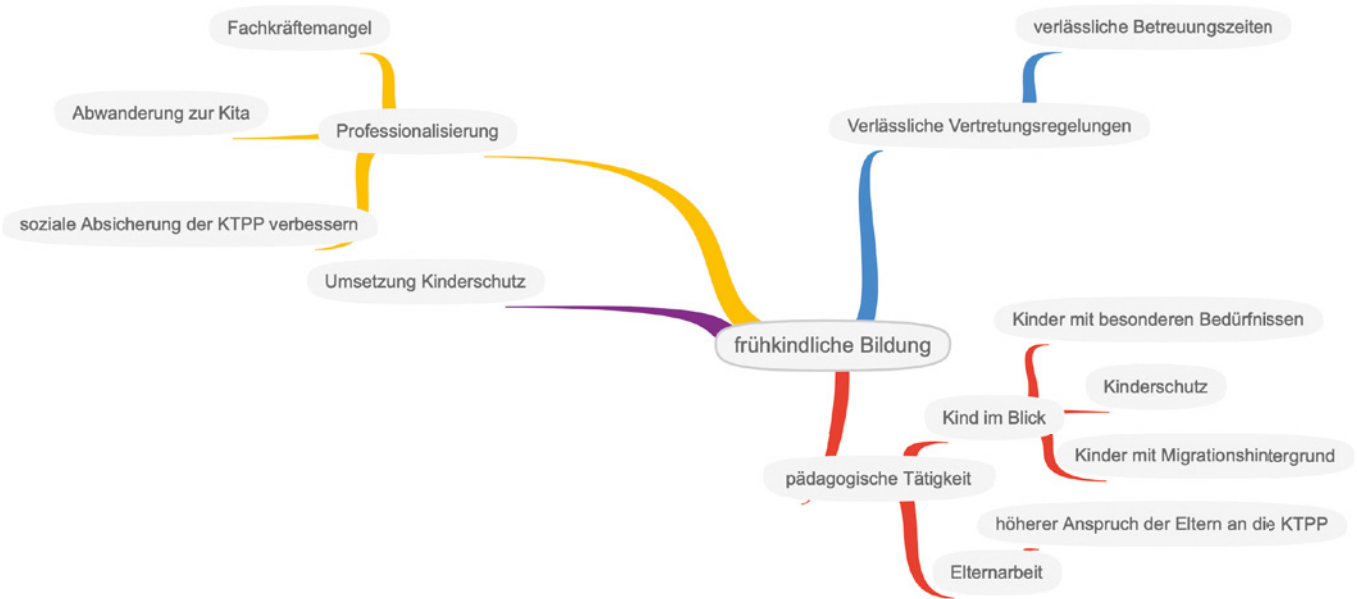 Fachkräftemangel
verlässliche Betreuungszeiten
Abwanderung zur Kita
Professionalisierung
Verlässliche Vertretungsregelungen
soziale Absicherung der KTPP verbessern
Umsetzung Kinderschutz
Kinder mit besonderen Bedürfnissen
frühkindliche Bildung
Kinderschutz
Kind im Blick
Kinder mit Migrationshintergrund
pädagogische Tätigkeit
höherer Anspruch der Eltern an die KTPP
Elternarbeit